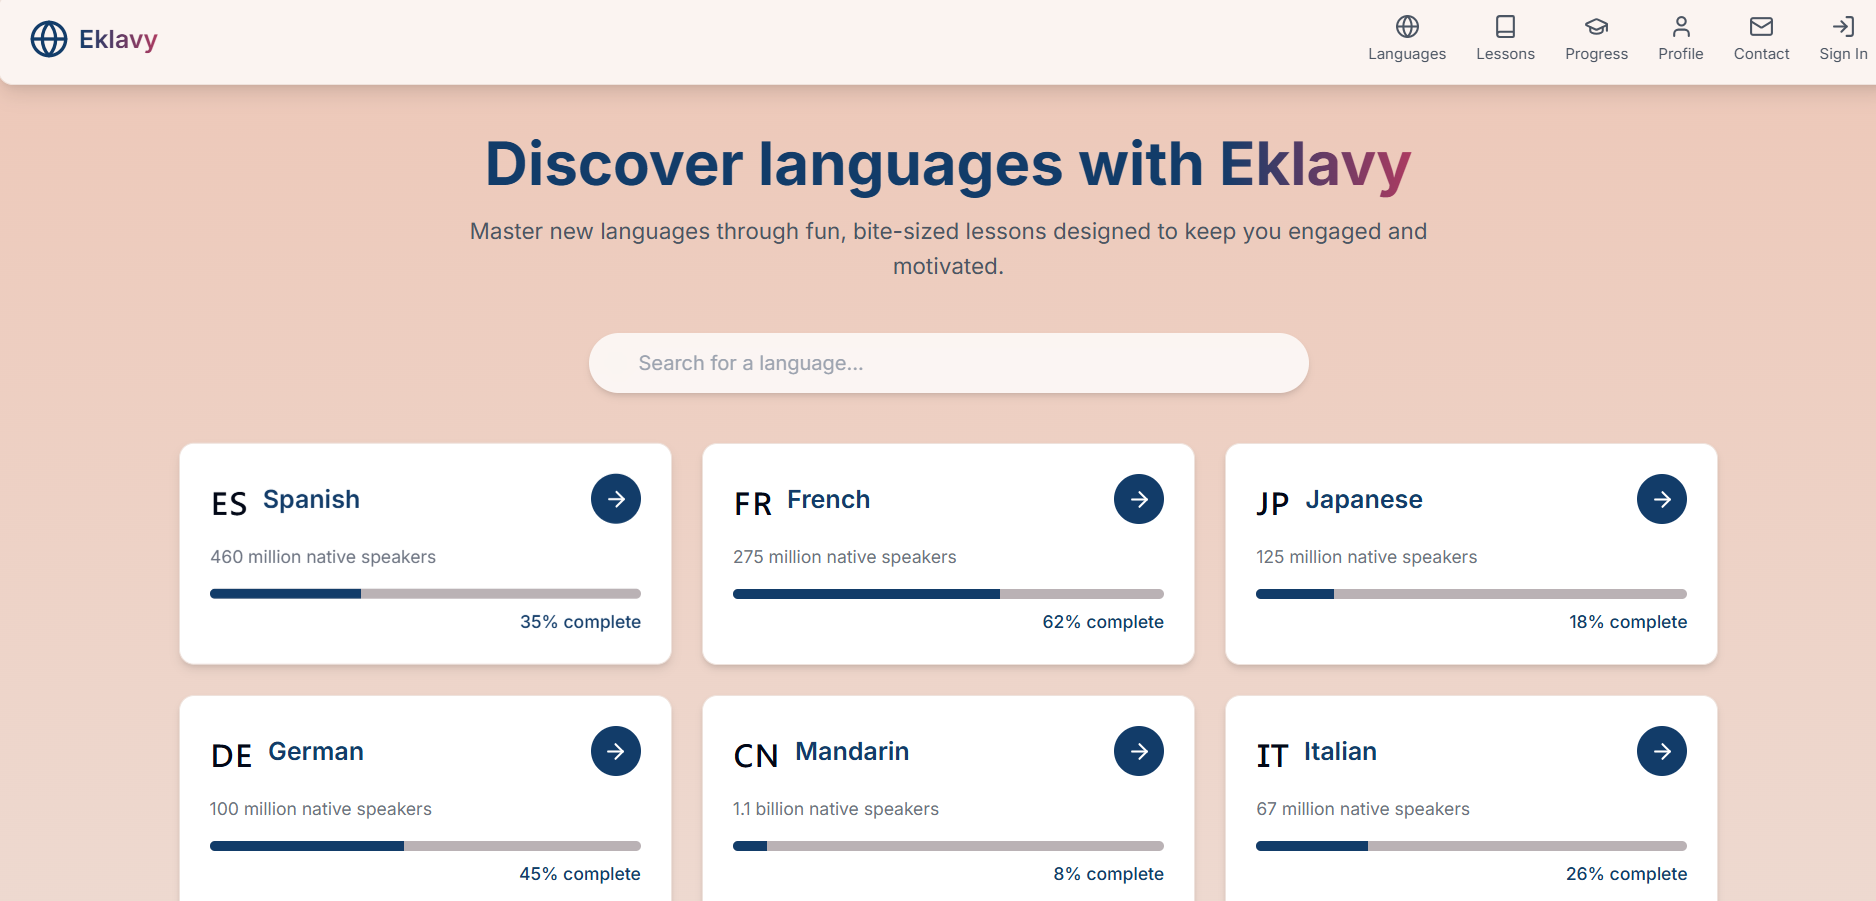 Eklavy
Languages
Lessons
Progress
Profile
Contact
Sign In
Discover languages with Eklavy
Master new languages through fun, bite-sized lessons designed to keep you engaged and
motivated.
Search for a language...
ES Spanish
460 million native speakers
35% complete
FR French
275 million native speakers
62% complete
JP Japanese
125 million native speakers
18% complete
DE German
100 million native speakers
45% complete
CN Mandarin
1.1 billion native speakers
8% complete
IT Italian
67 million native speakers
26% complete